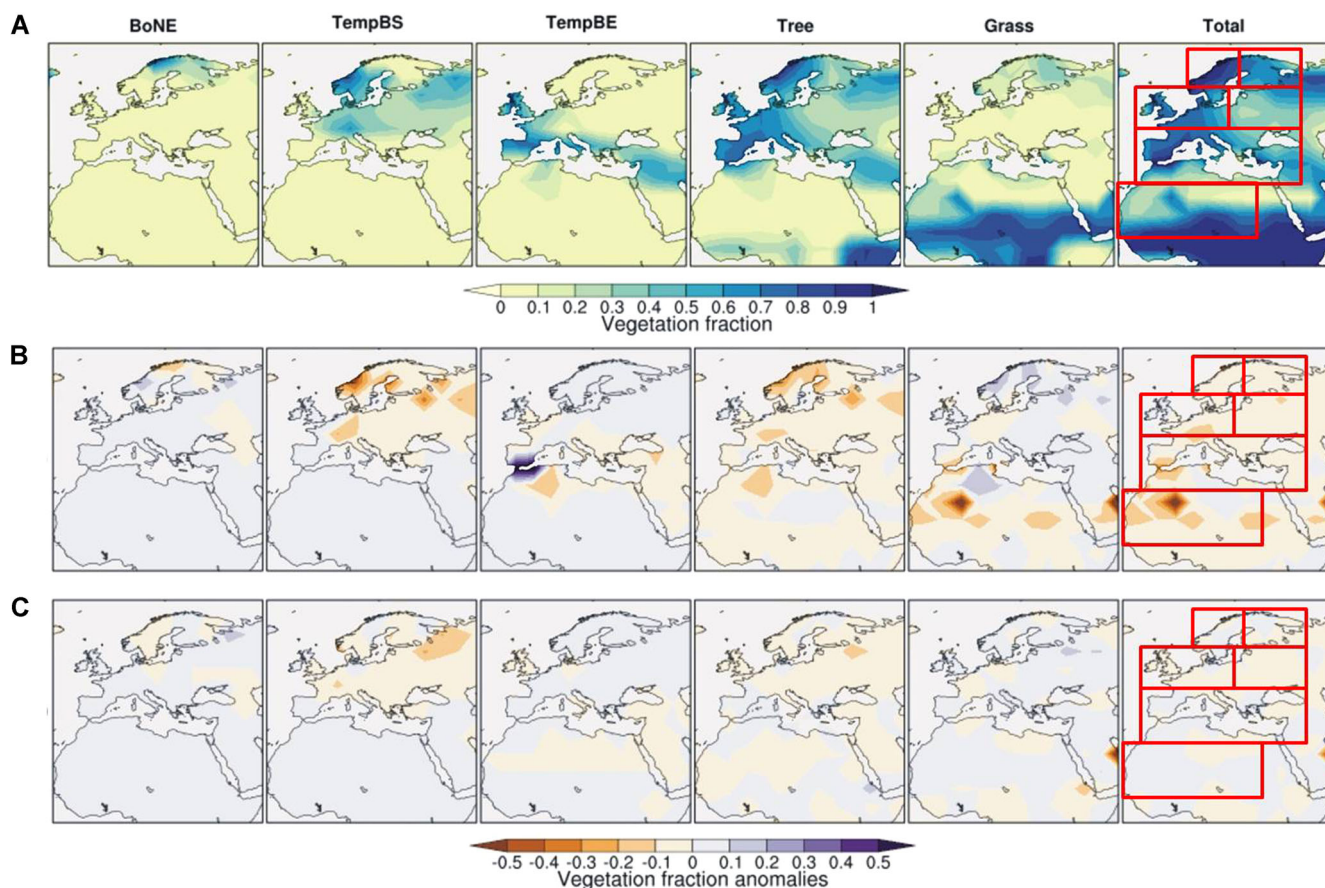 A
BoNE TempBS TempBE Tree Grass Total
0 0.1 0.2 0.3 0.4 0.5 0.6 0.7 0.8 0.9 1
Vegetation fraction
B
C
-0.5 -0.4 -0.3 -0.2 -0.1 0 0.1 0.2 0.3 0.4 0.5
Vegetation fraction anomalies